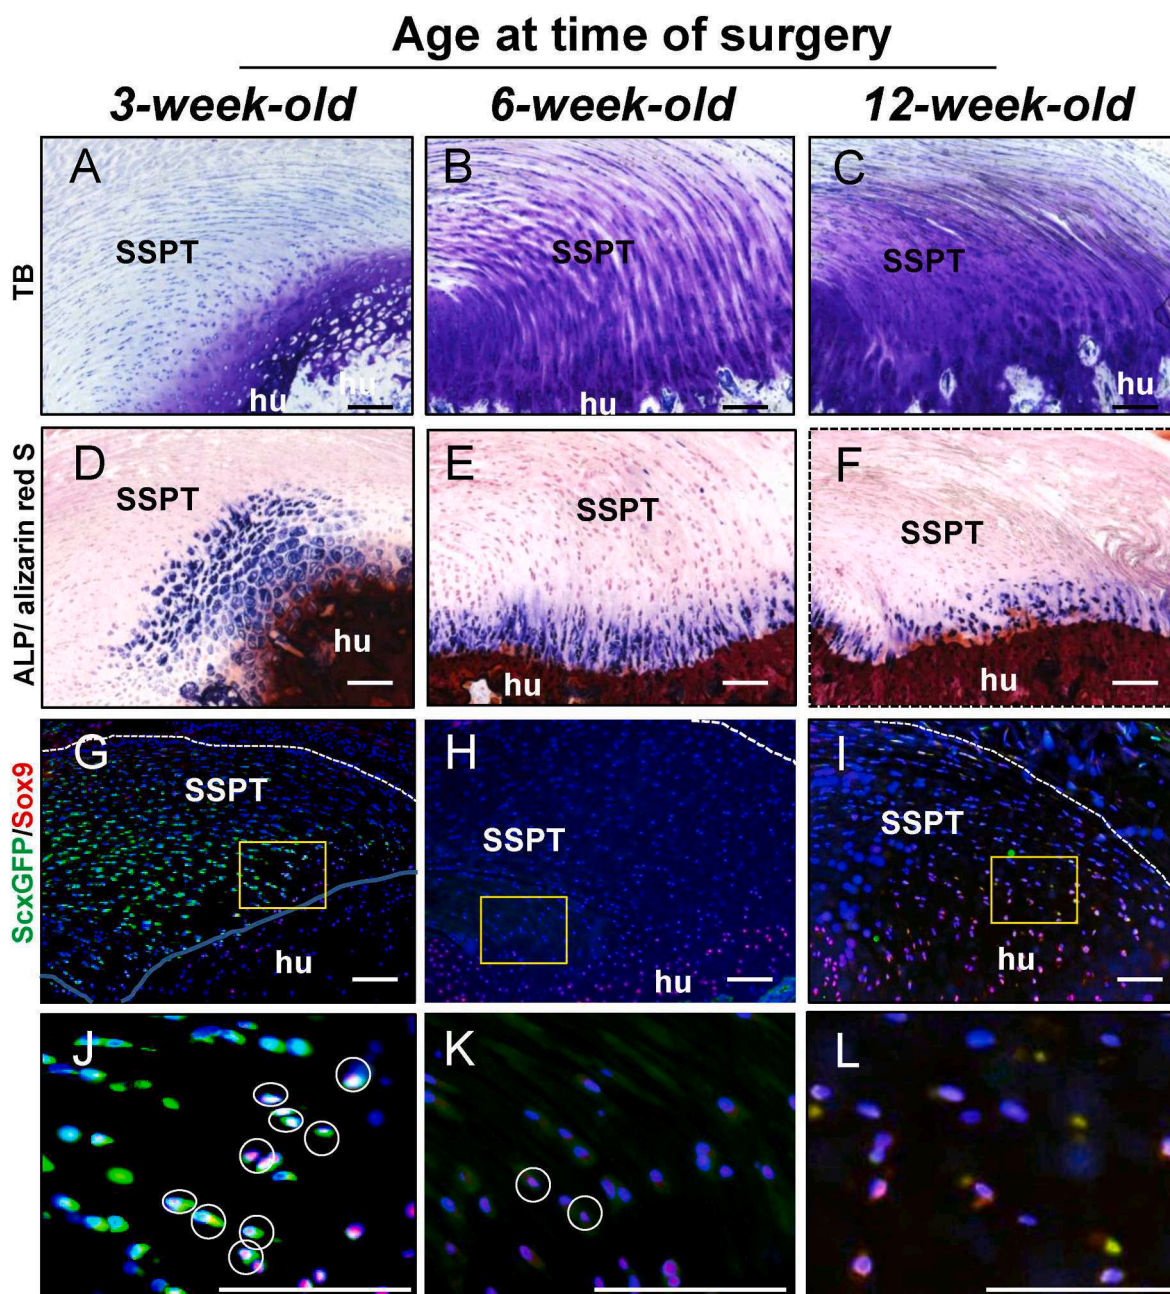 Age at time of surgery
3-week-old 6-week-old 12-week-old
TB
A B C
SSPT SSPT SSPT
hu hu hu hu
ALP/ alizarin red S
D E F
SSPT SSPT SSPT
hu hu hu
ScxGFP/Sox9
G H I
SSPT SSPT SSPT
hu hu hu
J K L